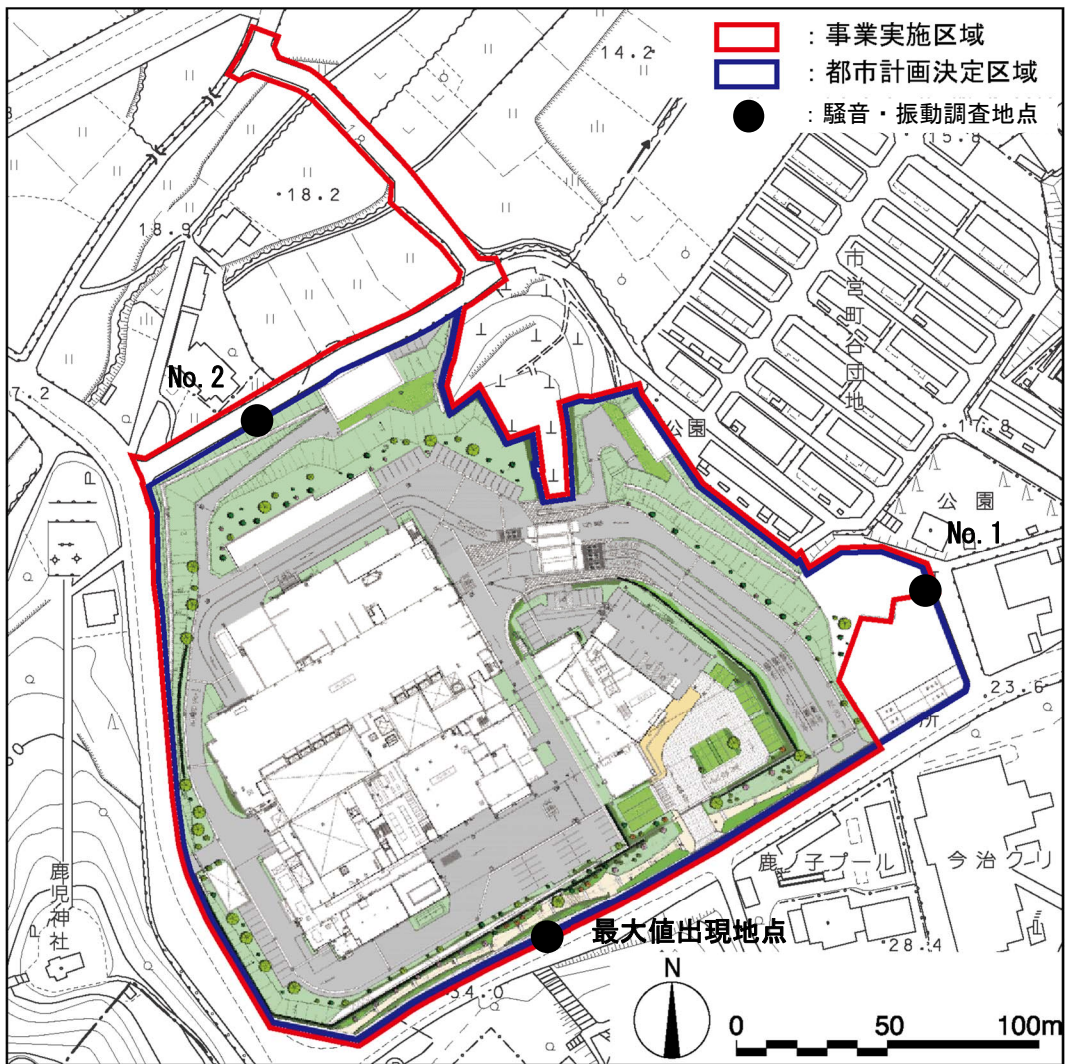 ：事業実施区域
：都市計画決定区域
：騒音・振動調査地点
14.2
15.8
18.2
18.9
市営町谷団地
No.2
7.2
公園
17.8
公園
No.1
P
23.6
所
鹿ノ子プール
今治クリ
最大値出現地点
28.4
34.0
鹿児神社
P
N
0 50 100m